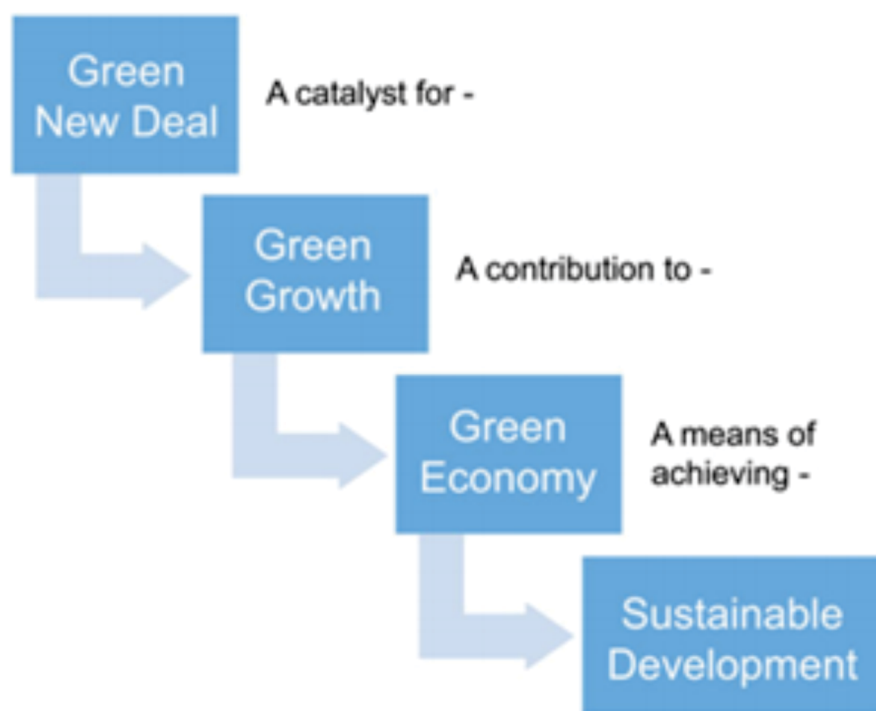 Green
New Deal
A catalyst for -
Green
Growth
A contribution to -
Green
Economy
A means of
achieving -
Sustainable
Development